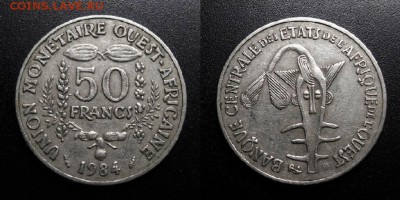 COINS.LAVE.RU
UNION MONETAIRE OUEST-AFRICAINE
50
FRANCS
1984
BANQUE CENTRALE DES ETATS DE L'AFRIQUE DE L'OUEST